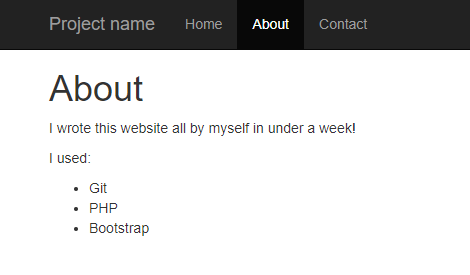 Project name Home About Contact
About
I wrote this website all by myself in under a week!
I used:
Git
PHP
Bootstrap